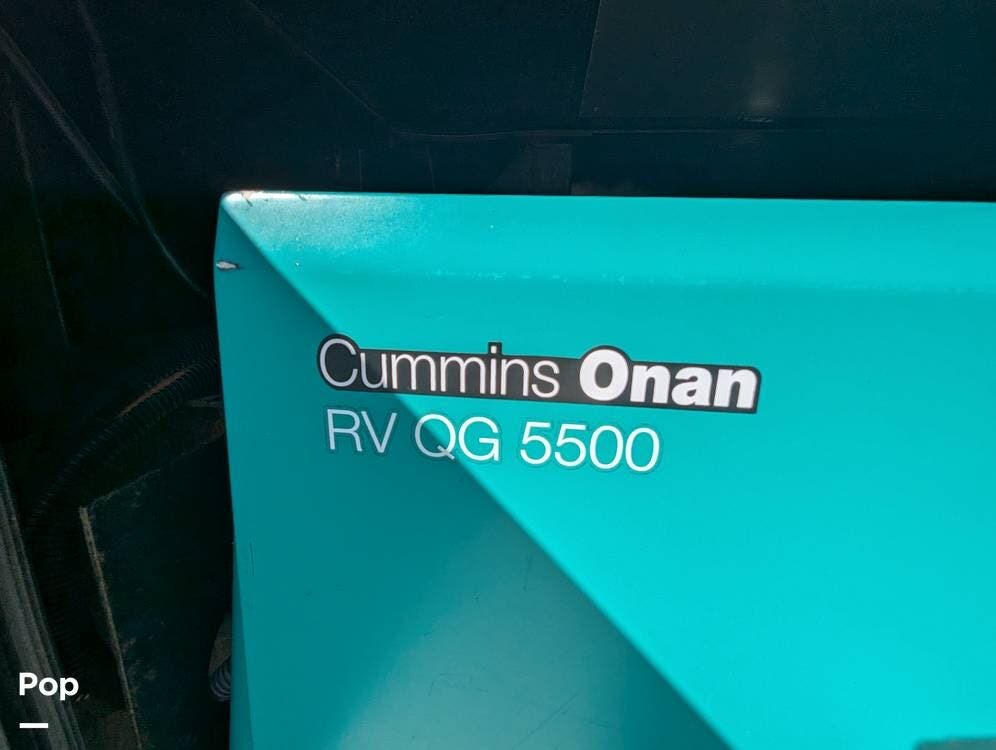 Cummins Onan
RV QG 5500
Pop